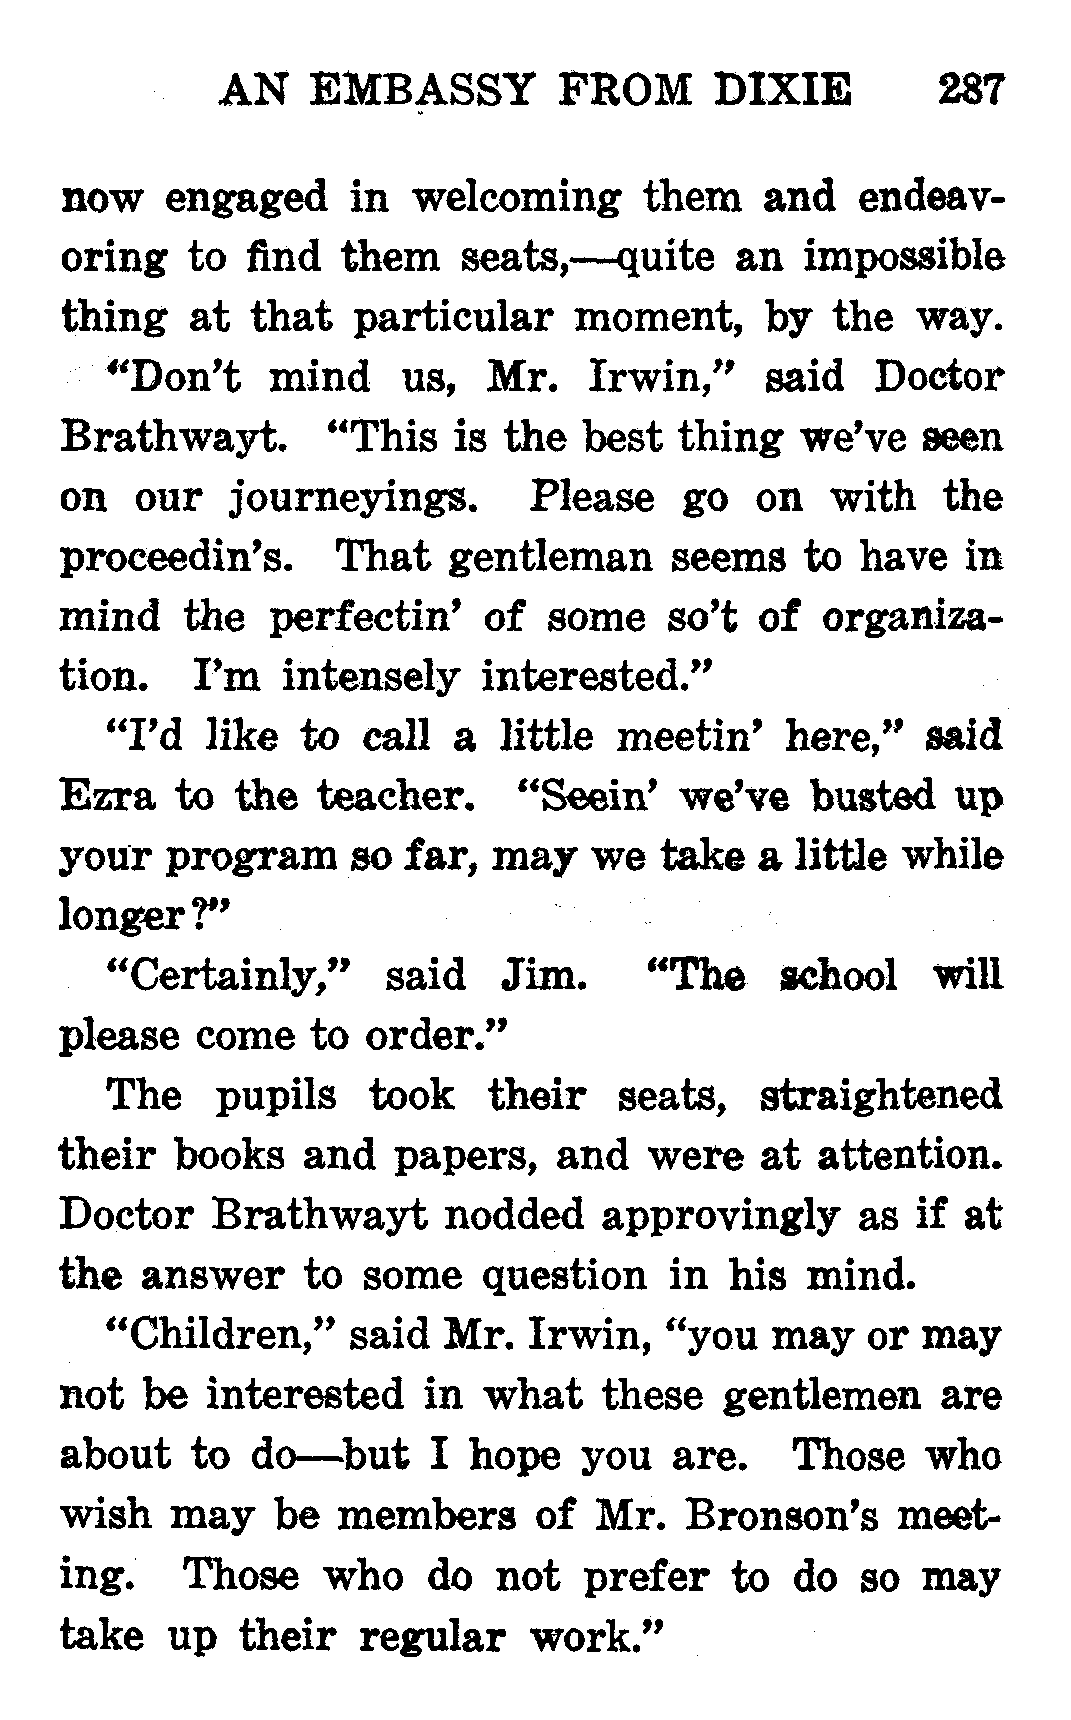 AN EMBASSY FROM DIXIE 287
now engaged in welcoming them and endeav-
oring to find them seats,—quite an impossible
thing at that particular moment, by the way.
“Don’t mind us, Mr. Irwin,” said Doctor
Brathwayt. “This is the best thing we’ve seen
on our journeyings. Please go on with the
proceedin’s. That gentleman seems to have in
mind the perfectin’ of some so’t of organiza-
tion. I’m intensely interested.”
“I’d like to call a little meetin’ here,” said
Ezra to the teacher. “Seein’ we’ve busted up
your program so far, may we take a little while
longer?”
“Certainly,” said Jim. “The school will
please come to order.”
The pupils took their seats, straightened
their books and papers, and were at attention.
Doctor Brathwayt nodded approvingly as if at
the answer to some question in his mind.
“Children,” said Mr. Irwin, “you may or may
not be interested in what these gentlemen are
about to do—but I hope you are. Those who
wish may be members of Mr. Bronson’s meet-
ing. Those who do not prefer to do so may
take up their regular work.”